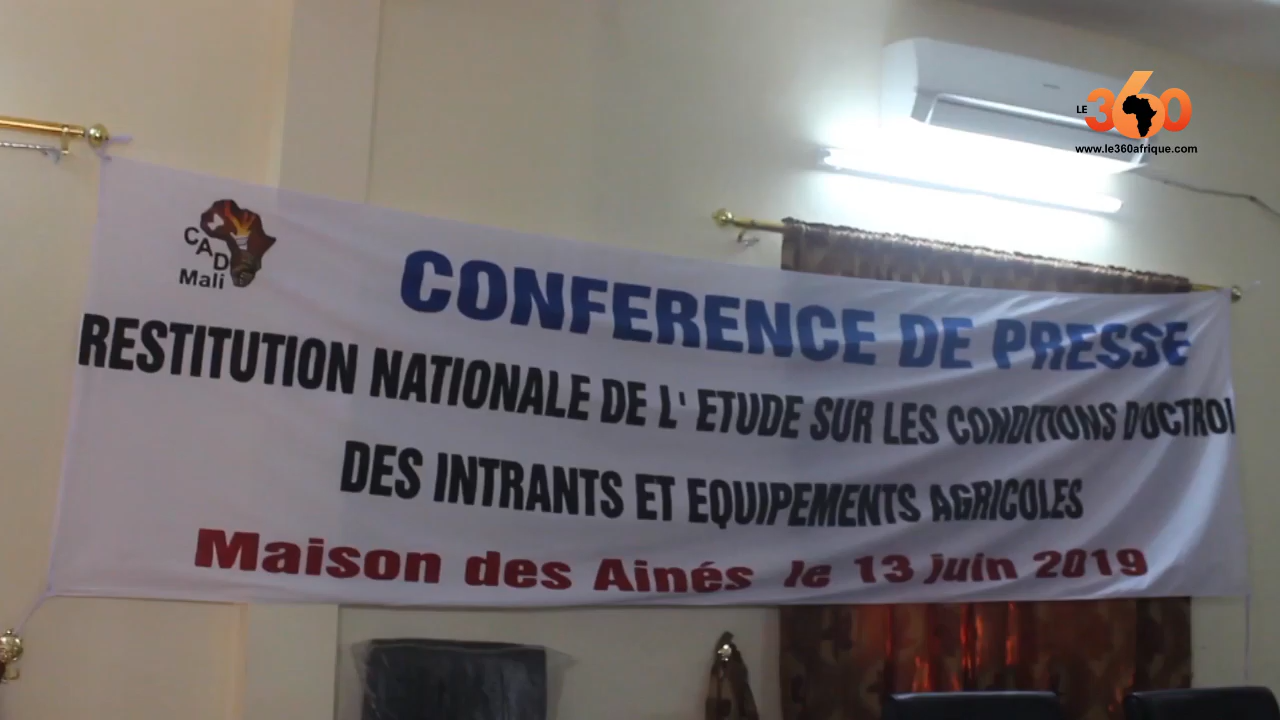 LE 360
www.le360afrique.com
CAD
Mali
CONFERENCE DE PRESSE
RESTITUTION NATIONALE DE L' ETUDE SUR LES CONDITIONS D'OCTROI
DES INTRANTS ET EQUIPEMENTS AGRICOLES
Maison des Ainés le 13 juin 2019